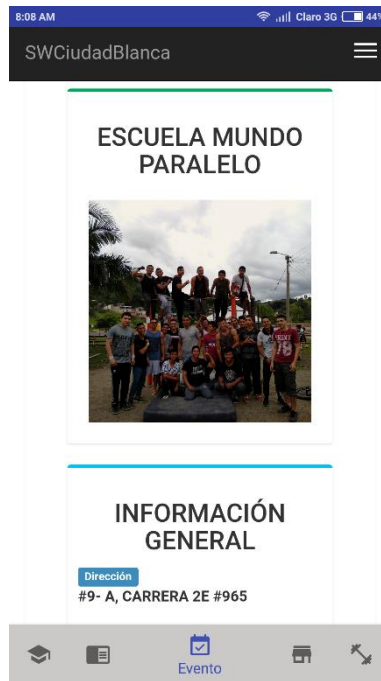 8:08 AM Claro 3G 44%
SWCiudadBlanca
ESCUELA MUNDO
PARALELO
INFORMACIÓN
GENERAL
Dirección
#9- A, CARRERA 2E #965
Evento